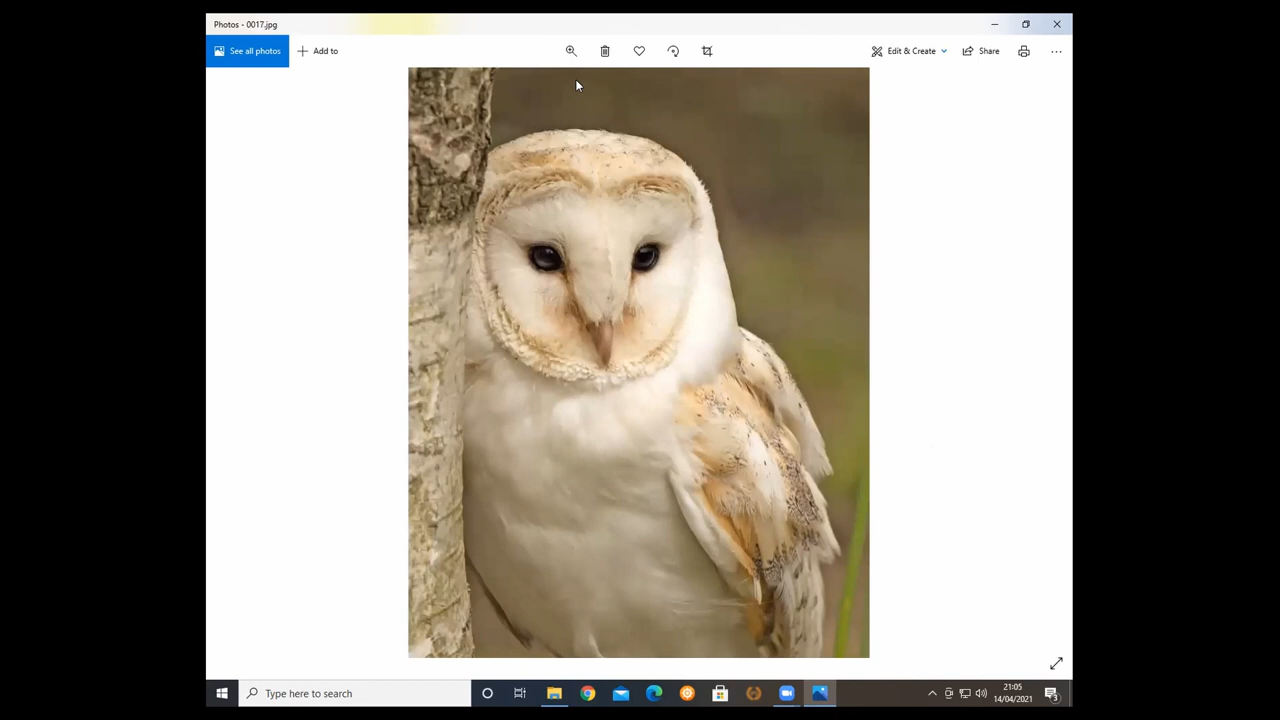 Photos - 0017.jpg
See all photos
Add to
Edit & Create
Share
Type here to search
21:05
14/04/2021
3